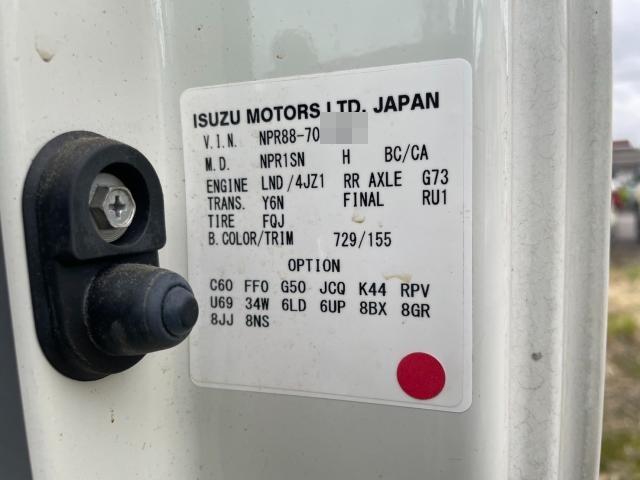 ISUZU MOTORS LTD. JAPAN
V.I.N. NPR88-70
M.D. NPR1SN H BC/CA
ENGINE LND/4JZ1 RR AXLE G73
TRANS. Y6N FINAL RU1
TIRE FQJ
B.COLOR/TRIM 729/155
OPTION
C60 FF0 G50 JCQ K44 RPV
U69 34W 6LD 6UP 8BX 8GR
8JJ 8NS